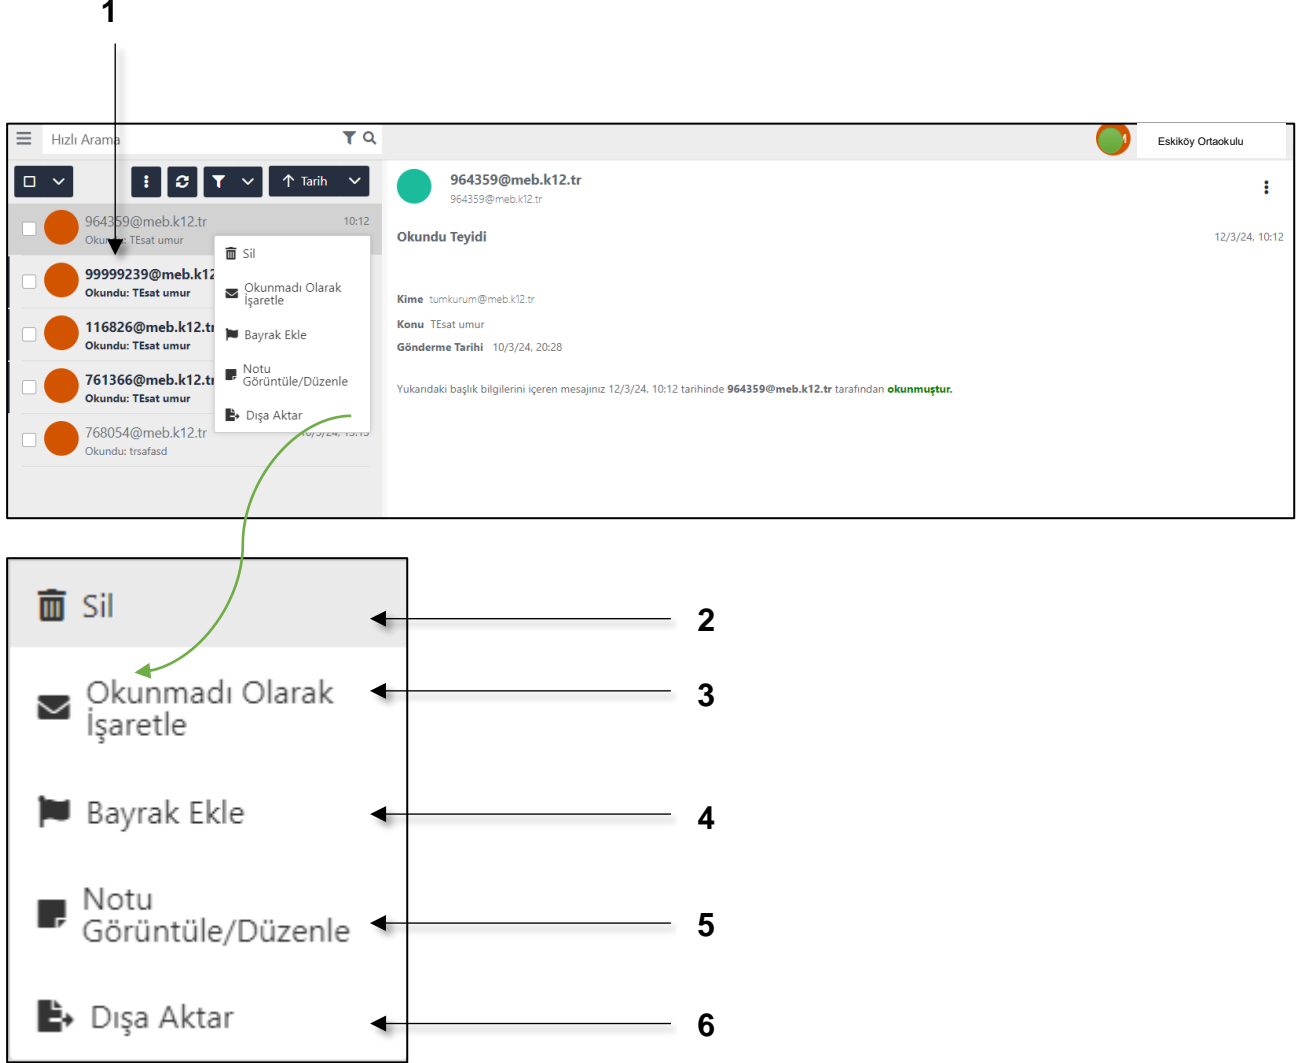 1
Hızlı Arama
Eskiköy Ortaokulu
Tarih
964359@meb.k12.tr
10:12
TEsat umur
99999239@meb.k12
Okundu: TEsat umur
116826@meb.k12.tr
Okundu: TEsat umur
761366@meb.k12.tr
Okundu: TEsat umur
768054@meb.k12.tr
Okundu: trsafasd
Sil
Okunmadı Olarak
İşaretle
Bayrak Ekle
Notu
Görüntüle/Düzenle
Dışa Aktar
964359@meb.k12.tr
964359@meb.k12.tr
Okundu Teyidi
12/3/24, 10:12
Kime tumkurum@meb.k12.tr
Konu TEsat umur
Gönderme Tarihi 10/3/24, 20:28
Yukarıdaki başlık bilgilerini içeren mesajınız 12/3/24, 10:12 tarihinde 964359@meb.k12.tr tarafından okunmuştur.
Sil
2
Okunmadı Olarak
İşaretle
3
Bayrak Ekle
4
Notu
Görüntüle/Düzenle
5
Dışa Aktar
6